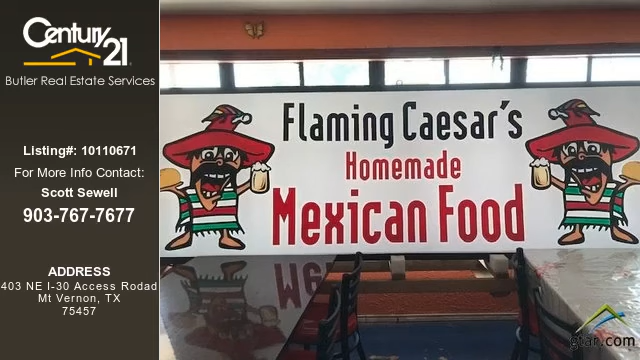 Century 21
Butler Real Estate Services
Listing#: 10110671
For More Info Contact:
Scott Sewell
903-767-7677
ADDRESS
403 NE I-30 Access Rodad
Mt Vernon, TX
75457
Flaming Caesar's
Homemade
Mexican Food
gtar.com